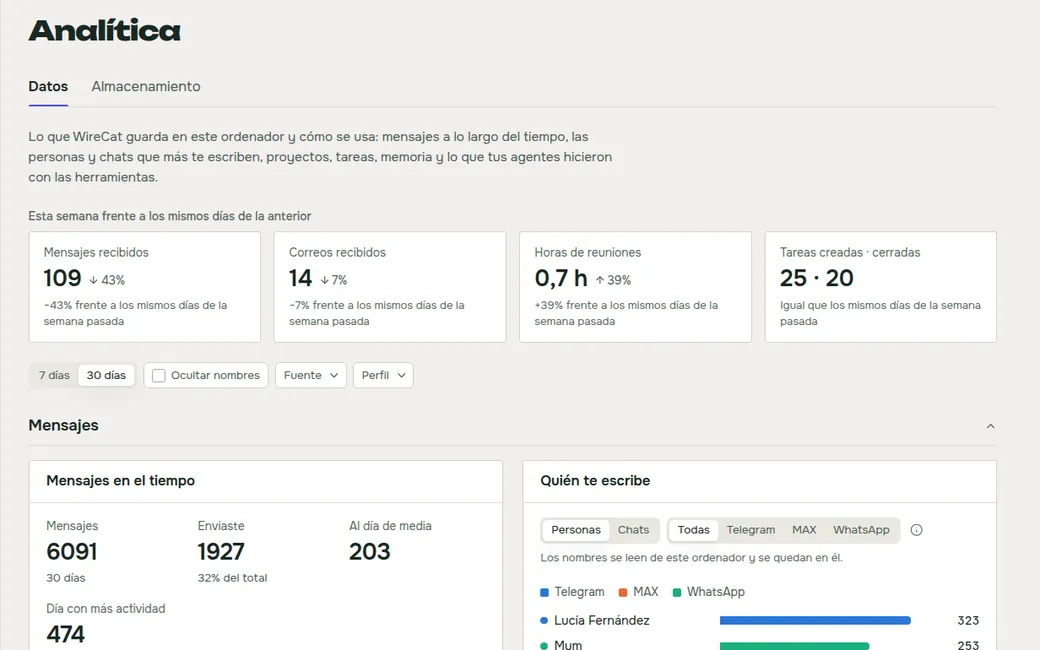 Analítica
Datos
Almacenamiento
Lo que WireCat guarda en este ordenador y cómo se usa: mensajes a lo largo del tiempo, las
personas y chats que más te escriben, proyectos, tareas, memoria y lo que tus agentes hicieron
con las herramientas.
Esta semana frente a los mismos días de la anterior
Mensajes recibidos
109 ↓ 43%
−43% frente a los mismos días de la
semana pasada
Correos recibidos
14 ↓ 7%
−7% frente a los mismos días de la
semana pasada
Horas de reuniones
0,7 h ↑ 39%
+39% frente a los mismos días de la
semana pasada
Tareas creadas · cerradas
25 · 20
Igual que los mismos días de la semana
pasada
7 días
30 días
Ocultar nombres
Fuente
Perfil
Mensajes
Mensajes en el tiempo
Mensajes
6091
30 días
Enviaste
1927
32% del total
Al día de media
203
Día con más actividad
474
Quién te escribe
Personas
Chats
Todas
Telegram
MAX
WhatsApp
Los nombres se leen de este ordenador y se quedan en él.
Telegram
MAX
WhatsApp
Lucía Fernández 323
Mum 253